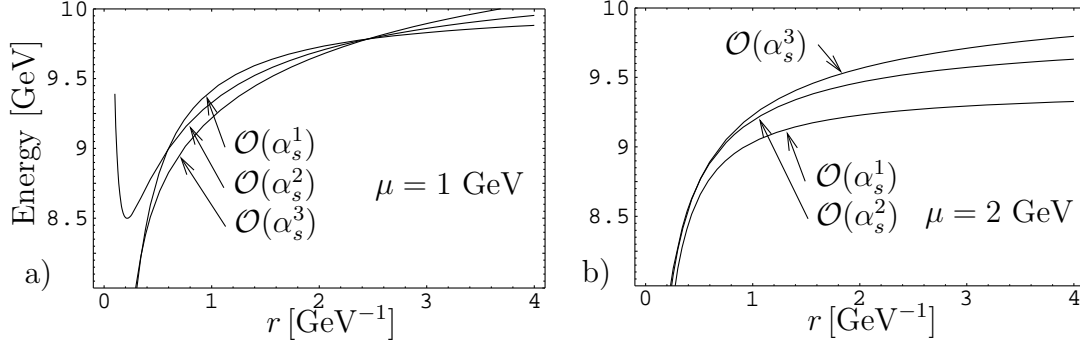 10
9.5
9
8.5
Energy [GeV]
𝒪(α_s^1)
𝒪(α_s^2)
𝒪(α_s^3)
μ = 1 GeV
a)
0 1 2 3 4
r [GeV⁻¹]
10
9.5
9
8.5
𝒪(α_s^3)
𝒪(α_s^1)
𝒪(α_s^2)
μ = 2 GeV
b)
0 1 2 3 4
r [GeV⁻¹]